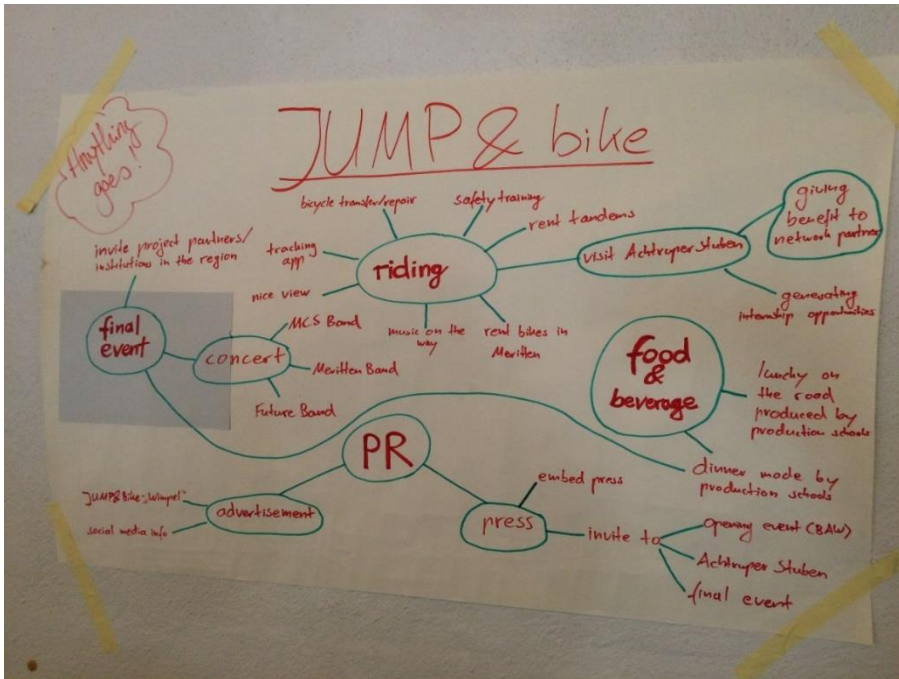 Anything
goes!
JUMP & bike
bicycle transfer/repair
safety training
rent tandems
tracking
app
riding
nice view
music on the
way
rent bikes in
Meritten
visit Achtruper Stuben
giving
benefit to
network partner
generating
internship opportunities
invite project partners/
institutions in the region
final
event
concert
MCS Band
Meritten Band
Future Band
food
&
beverage
lunchy on
the road
produced by
production schools
dinner made by
production schools
PR
advertisement
JUMP&Bike-„Wimpel"
social media info
press
embed press
invite to
opening event (BAW)
Achtruper Stuben
final event